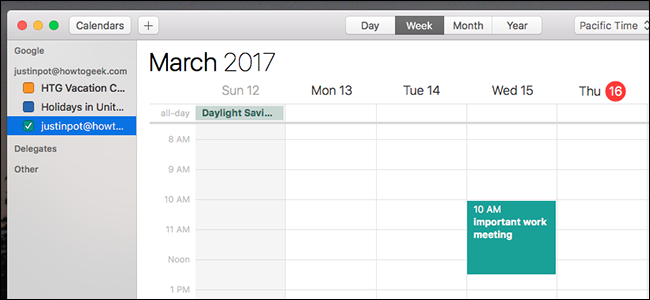 Calendars
+
Day
Week
Month
Year
Pacific Time
Google
justinpot@howtogeek.com
HTG Vacation C...
Holidays in Unit...
justinpot@howt...
Delegates
Other
March 2017
Sun 12
Mon 13
Tue 14
Wed 15
Thu 16
all-day
Daylight Savi...
8 AM
9 AM
10 AM
11 AM
Noon
1 PM
10 AM
important work
meeting